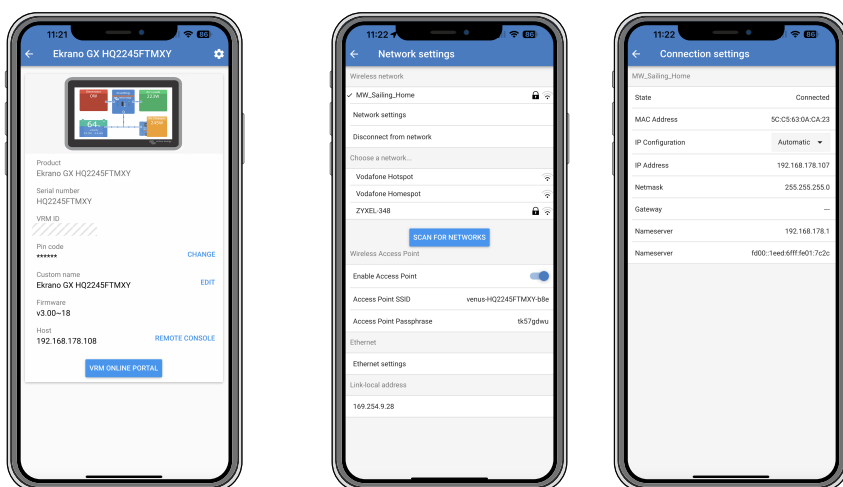 11:21
86
Ekrano GX HQ2245FTMXY
64
Product
Ekrano GX HQ2245FTMXY
Serial number
HQ2245FTMXY
VRM ID
Pin code
****** CHANGE
Custom name
Ekrano GX HQ2245FTMXY EDIT
Firmware
v3.00~18
Host
192.168.178.108 REMOTE CONSOLE
VRM ONLINE PORTAL
11:22
86
Network settings
Wireless network
MW_Sailing_Home
Network settings
Disconnect from network
Choose a network...
Vodafone Hotspot
Vodafone Homespot
ZYXEL-348
SCAN FOR NETWORKS
Wireless Access Point
Enable Access Point
Access Point SSID venus-HQ2245FTMXY-b8e
Access Point Passphrase tk57gdwu
Ethernet
Ethernet settings
Link-local address
169.254.9.28
11:22
86
Connection settings
MW_Sailing_Home
State Connected
MAC Address 5C:C5:63:0A:CA:23
IP Configuration Automatic
IP Address 192.168.178.107
Netmask 255.255.255.0
Gateway —
Nameserver 192.168.178.1
Nameserver fd00::1eed:6fff:fe01:7c2c